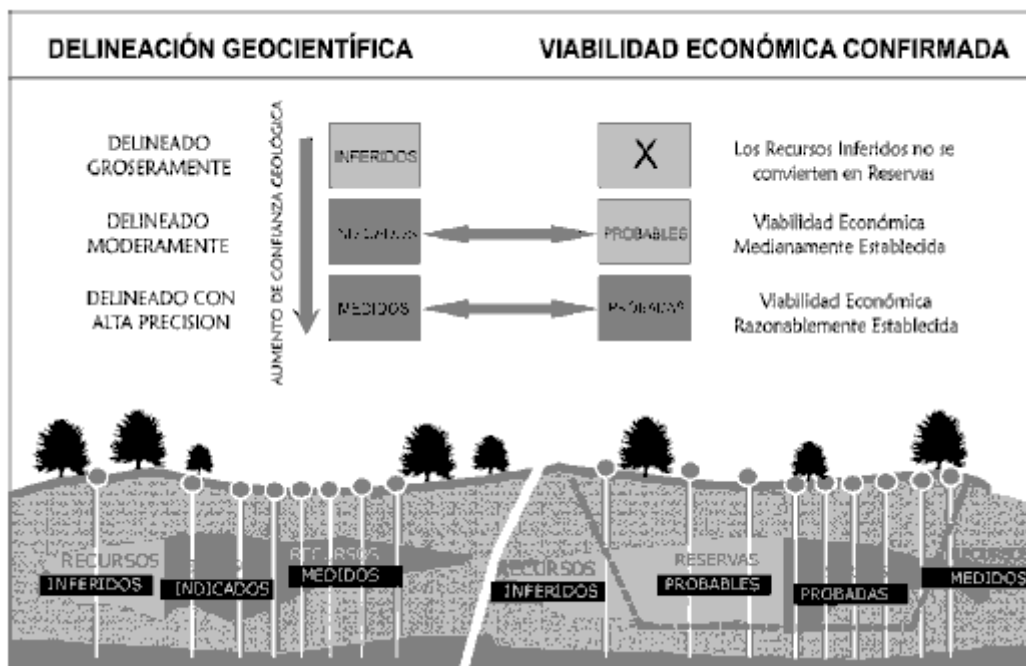 DELINEACIÓN GEOCIENTÍFICA
VIABILIDAD ECONÓMICA CONFIRMADA
AUMENTO DE CONFIANZA GEOLÓGICA
DELINEADO
GROSERAMENTE
INFERIDOS
X
Los Recursos Inferidos no se
convierten en Reservas
DELINEADO
MODERAMENTE
INDICADOS
PROBABLES
Viabilidad Económica
Medianamente Establecida
DELINEADO CON
ALTA PRECISION
MEDIDOS
PROBADAS
Viabilidad Económica
Razonablemente Establecida
RECURSOS
INFERIDOS
INDICADOS
RECURSOS
MEDIDOS
RECURSOS
INFERIDOS
RESERVAS
PROBABLES
PROBADAS
MEDIDOS